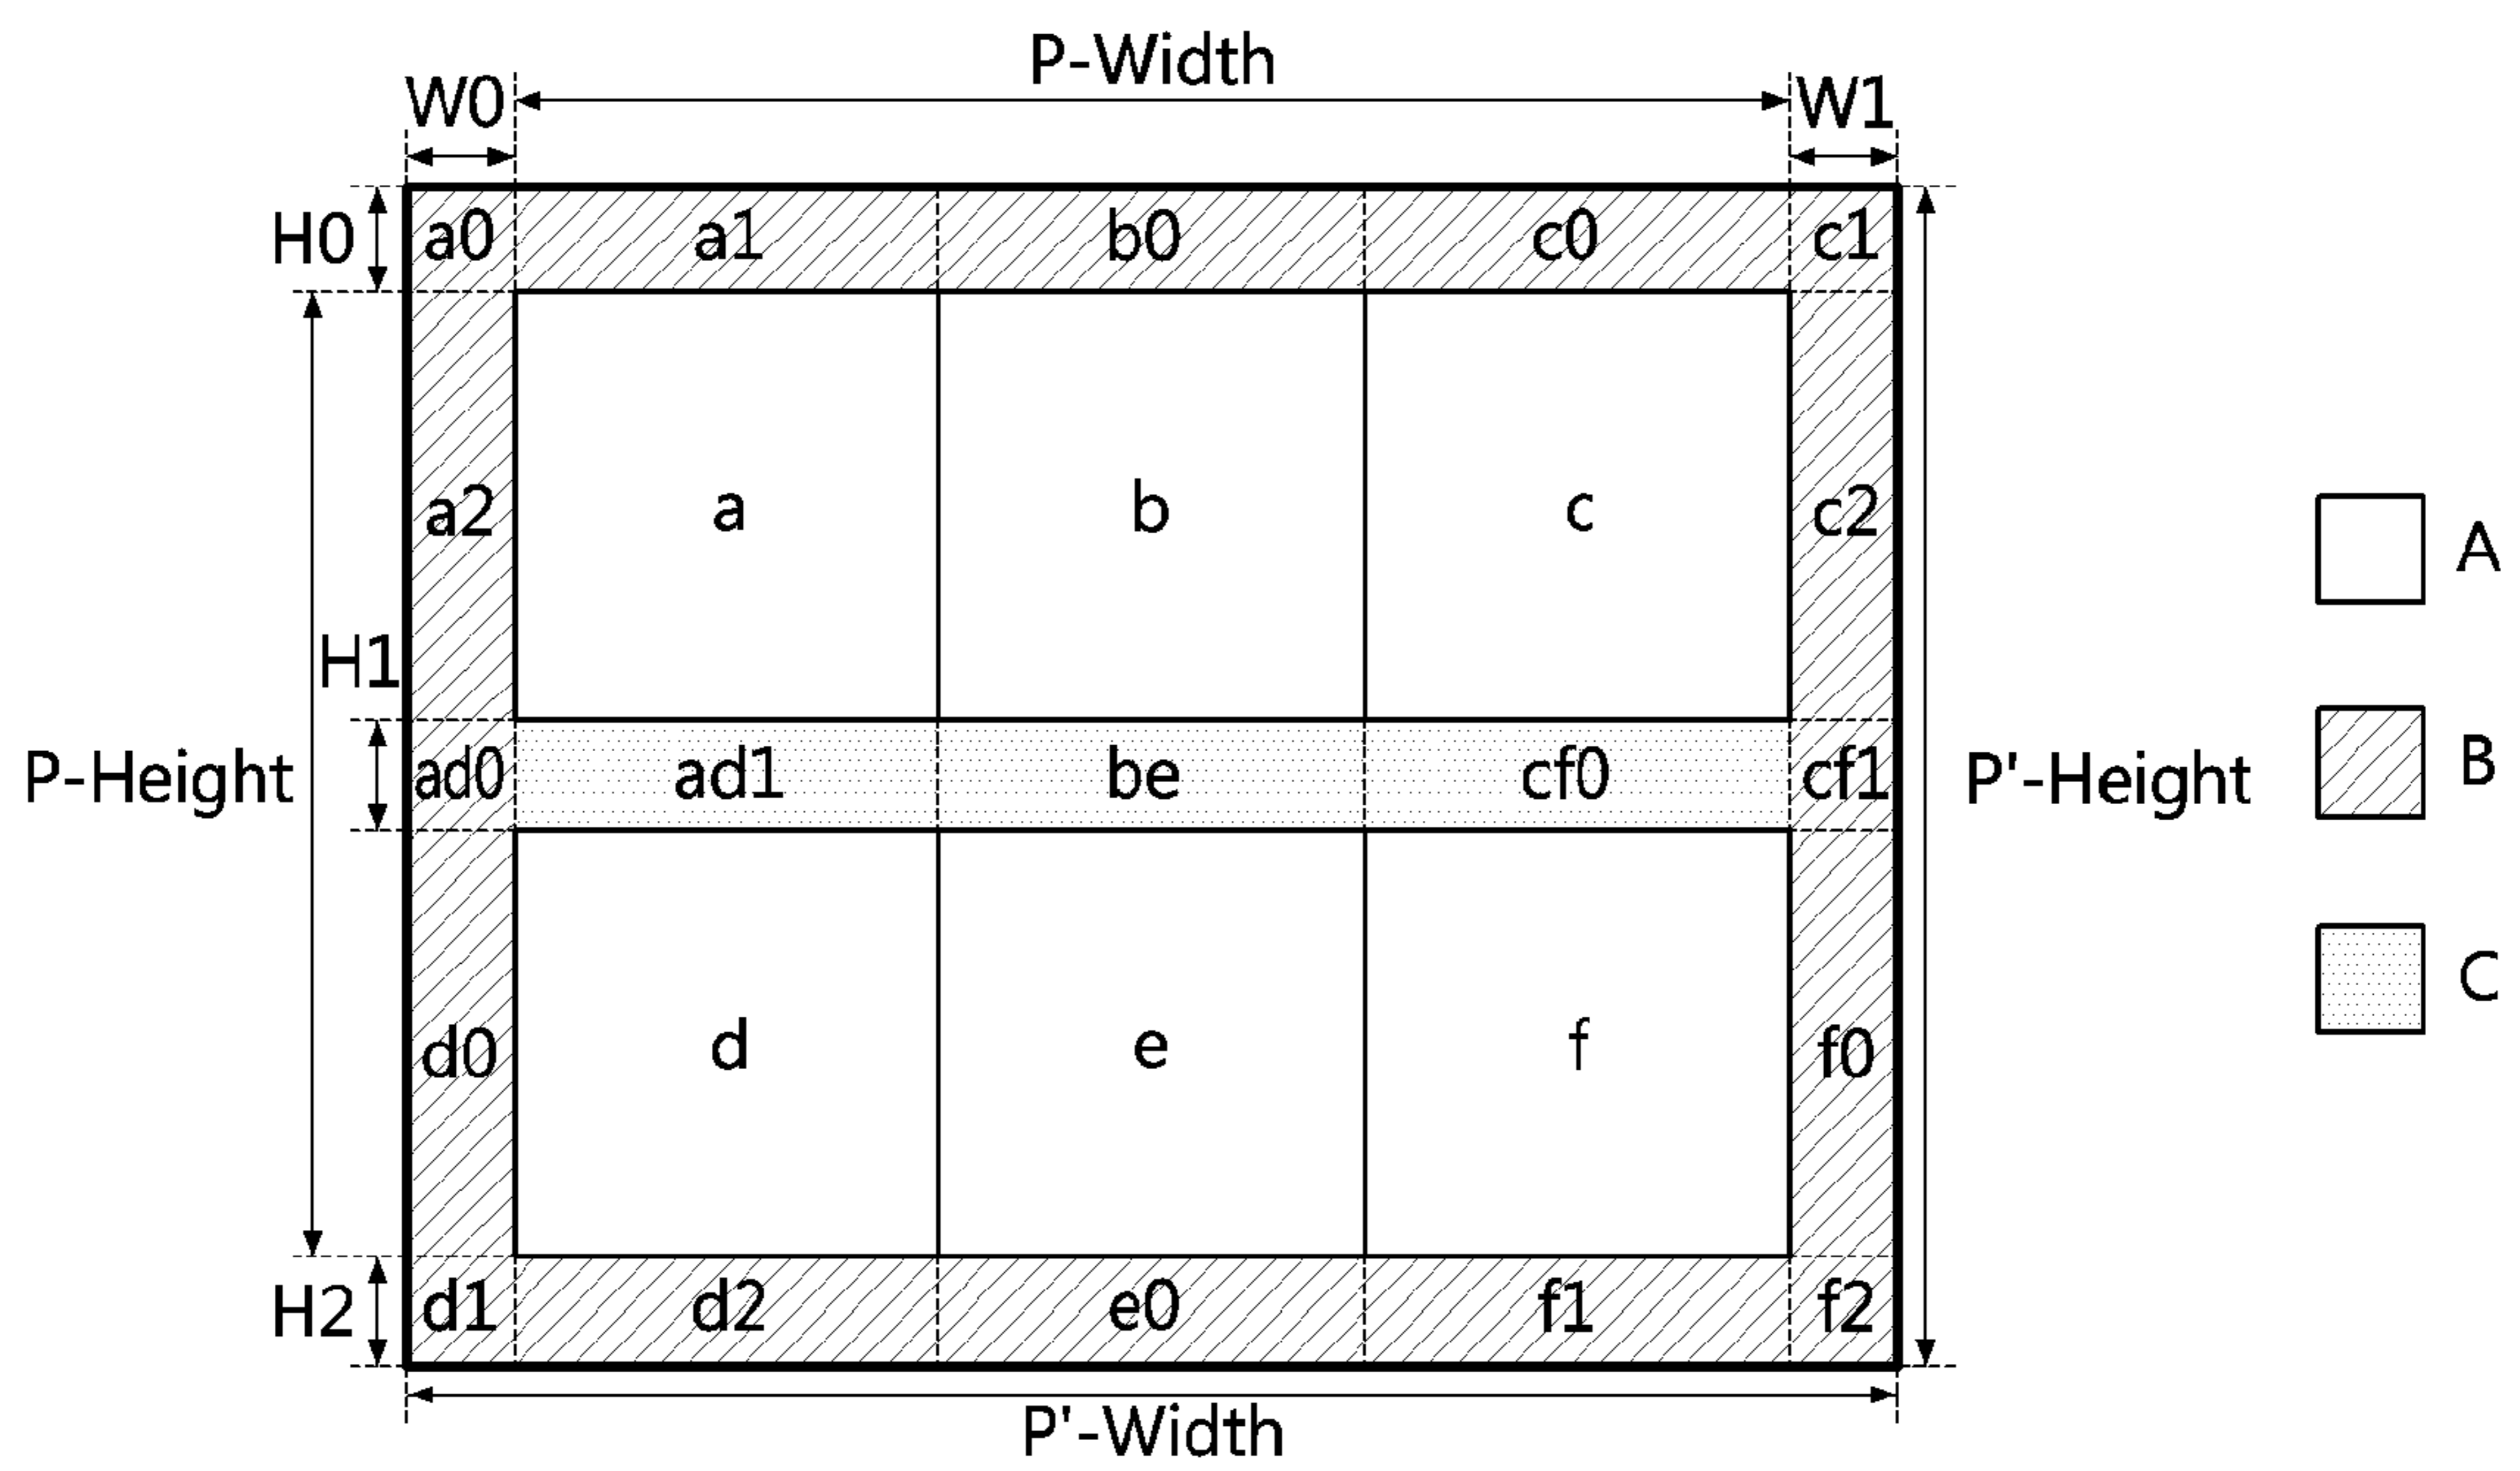 P-Width
W0
W1
H0
a0
a1
b0
c0
c1
a2
a
b
c
c2
A
H1
P-Height
ad0
ad1
be
cf0
cf1
P'-Height
B
C
d0
d
e
f
f0
H2
d1
d2
e0
f1
f2
P'-Width